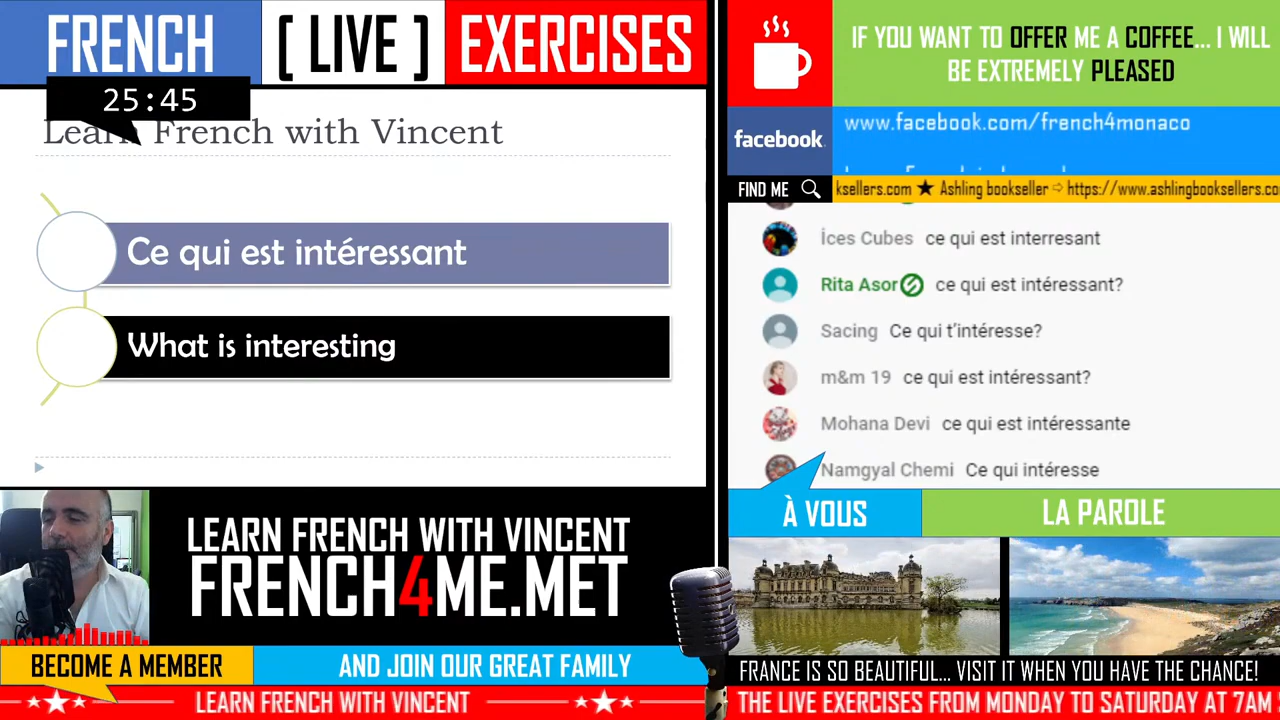 FRENCH
[ LIVE ]
EXERCISES
25:45
Learn French with Vincent
Ce qui est intéressant
What is interesting
LEARN FRENCH WITH VINCENT
FRENCH4ME.MET
BECOME A MEMBER
AND JOIN OUR GREAT FAMILY
LEARN FRENCH WITH VINCENT
IF YOU WANT TO OFFER ME A COFFEE... I WILL
BE EXTREMELY PLEASED
facebook
www.facebook.com/french4monaco
FIND ME
ksellers.com ★ Ashling bookseller ⇨ https://www.ashlingbooksellers.co
İces Cubes ce qui est interresant
Rita Asor ce qui est intéressant?
Sacing Ce qui t'intéresse?
m&m 19 ce qui est intéressant?
Mohana Devi ce qui est intéressante
Namgyal Chemi Ce qui intéresse
À VOUS
LA PAROLE
FRANCE IS SO BEAUTIFUL... VISIT IT WHEN YOU HAVE THE CHANCE!
THE LIVE EXERCISES FROM MONDAY TO SATURDAY AT 7AM